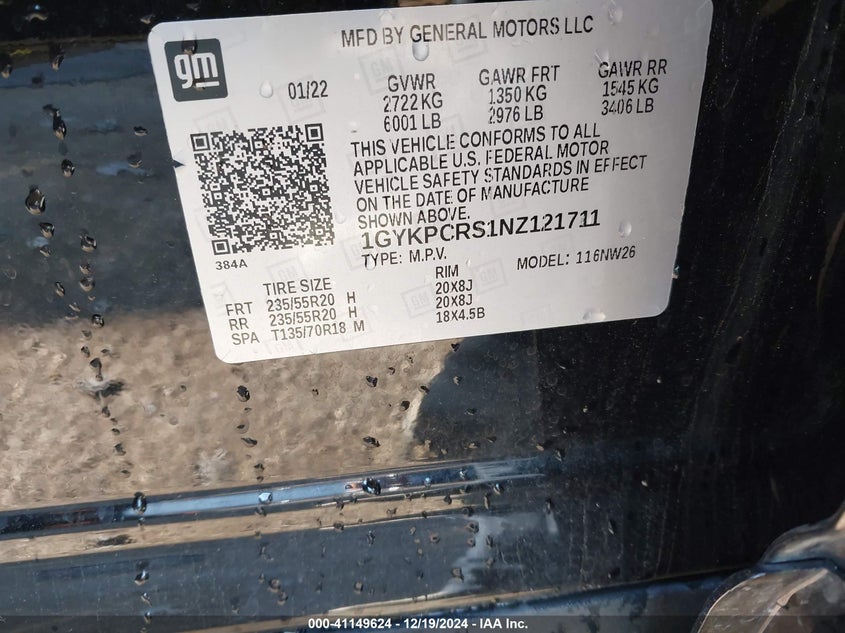 MFD BY GENERAL MOTORS LLC
gm
01/22
GVWR GAWR FRT GAWR RR
2722 KG 1350 KG 1545 KG
6001 LB 2976 LB 3406 LB
THIS VEHICLE CONFORMS TO ALL
APPLICABLE U.S. FEDERAL MOTOR
VEHICLE SAFETY STANDARDS IN EFFECT
ON THE DATE OF MANUFACTURE
SHOWN ABOVE.
1GYKPCRS1NZ121711
384A
TYPE: M.P.V. MODEL: 116NW26
TIRE SIZE RIM
FRT 235/55R20 H 20X8J
RR 235/55R20 H 20X8J
SPA T135/70R18 M 18X4.5B
000-41149624 - 12/19/2024 - IAA Inc.